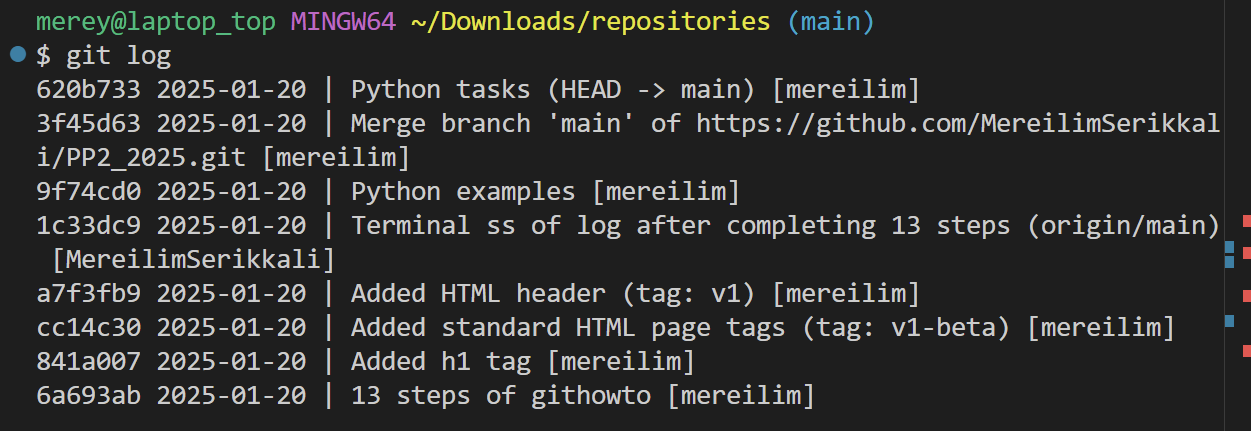 merey@laptop_top MINGW64 ~/Downloads/repositories (main)
$ git log
620b733 2025-01-20 | Python tasks (HEAD -> main) [mereilim]
3f45d63 2025-01-20 | Merge branch 'main' of https://github.com/MereilimSerikkal
i/PP2_2025.git [mereilim]
9f74cd0 2025-01-20 | Python examples [mereilim]
1c33dc9 2025-01-20 | Terminal ss of log after completing 13 steps (origin/main)
 [MereilimSerikkali]
a7f3fb9 2025-01-20 | Added HTML header (tag: v1) [mereilim]
cc14c30 2025-01-20 | Added standard HTML page tags (tag: v1-beta) [mereilim]
841a007 2025-01-20 | Added h1 tag [mereilim]
6a693ab 2025-01-20 | 13 steps of githowto [mereilim]